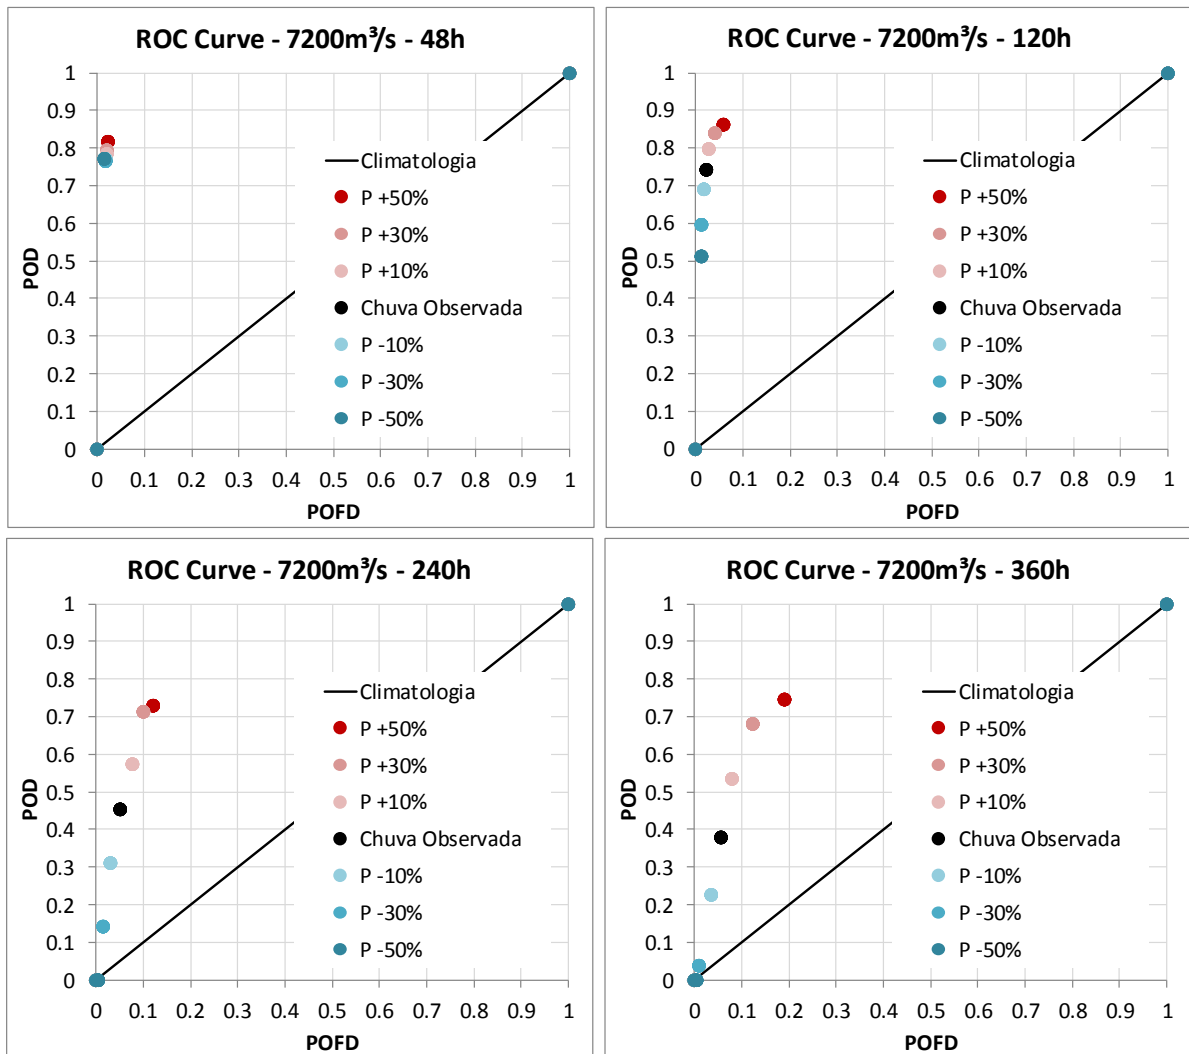 ROC Curve - 7200m³/s - 48h
1
0.9
0.8
0.7
0.6
0.5
0.4
0.3
0.2
0.1
0
POD
0 0.1 0.2 0.3 0.4 0.5 0.6 0.7 0.8 0.9 1
POFD
Climatologia
P +50%
P +30%
P +10%
Chuva Observada
P -10%
P -30%
P -50%
ROC Curve - 7200m³/s - 120h
1
0.9
0.8
0.7
0.6
0.5
0.4
0.3
0.2
0.1
0
POD
0 0.1 0.2 0.3 0.4 0.5 0.6 0.7 0.8 0.9 1
POFD
Climatologia
P +50%
P +30%
P +10%
Chuva Observada
P -10%
P -30%
P -50%
ROC Curve - 7200m³/s - 240h
1
0.9
0.8
0.7
0.6
0.5
0.4
0.3
0.2
0.1
0
POD
0 0.1 0.2 0.3 0.4 0.5 0.6 0.7 0.8 0.9 1
POFD
Climatologia
P +50%
P +30%
P +10%
Chuva Observada
P -10%
P -30%
P -50%
ROC Curve - 7200m³/s - 360h
1
0.9
0.8
0.7
0.6
0.5
0.4
0.3
0.2
0.1
0
POD
0 0.1 0.2 0.3 0.4 0.5 0.6 0.7 0.8 0.9 1
POFD
Climatologia
P +50%
P +30%
P +10%
Chuva Observada
P -10%
P -30%
P -50%